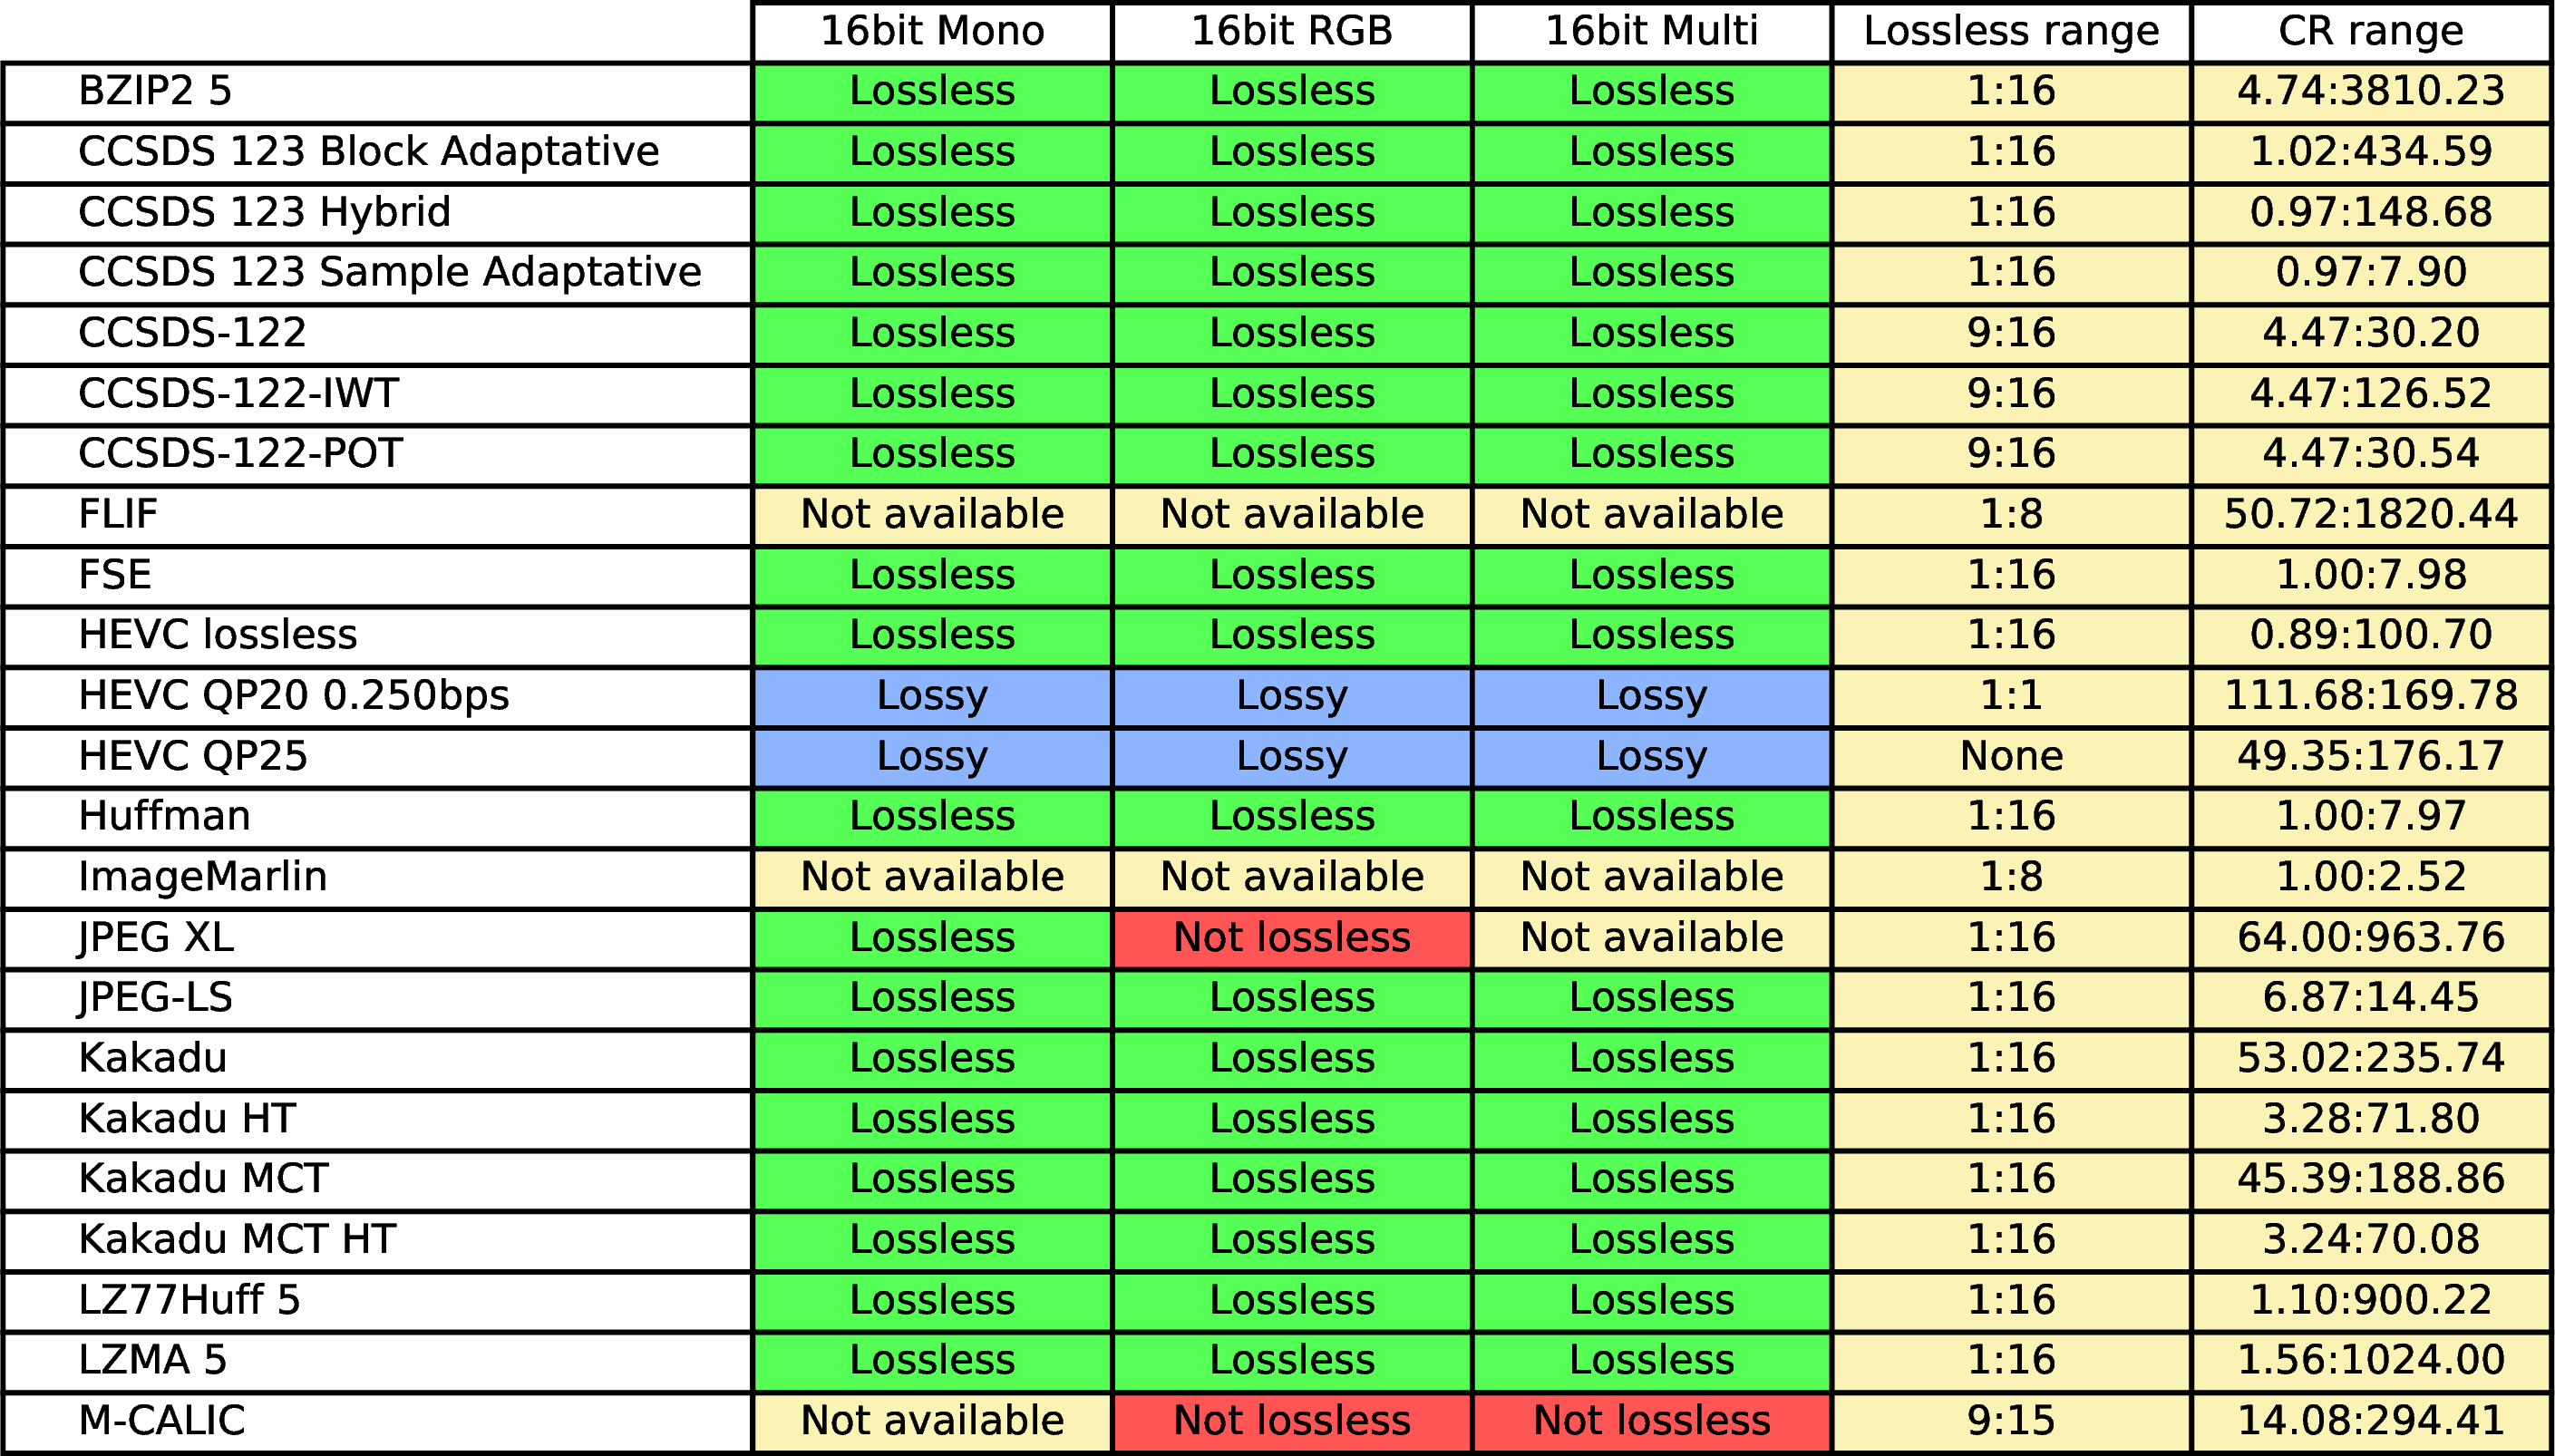 16bit Mono 16bit RGB 16bit Multi Lossless range CR range
BZIP2 5 Lossless Lossless Lossless 1:16 4.74:3810.23
CCSDS 123 Block Adaptative Lossless Lossless Lossless 1:16 1.02:434.59
CCSDS 123 Hybrid Lossless Lossless Lossless 1:16 0.97:148.68
CCSDS 123 Sample Adaptative Lossless Lossless Lossless 1:16 0.97:7.90
CCSDS-122 Lossless Lossless Lossless 9:16 4.47:30.20
CCSDS-122-IWT Lossless Lossless Lossless 9:16 4.47:126.52
CCSDS-122-POT Lossless Lossless Lossless 9:16 4.47:30.54
FLIF Not available Not available Not available 1:8 50.72:1820.44
FSE Lossless Lossless Lossless 1:16 1.00:7.98
HEVC lossless Lossless Lossless Lossless 1:16 0.89:100.70
HEVC QP20 0.250bps Lossy Lossy Lossy 1:1 111.68:169.78
HEVC QP25 Lossy Lossy Lossy None 49.35:176.17
Huffman Lossless Lossless Lossless 1:16 1.00:7.97
ImageMarlin Not available Not available Not available 1:8 1.00:2.52
JPEG XL Lossless Not lossless Not available 1:16 64.00:963.76
JPEG-LS Lossless Lossless Lossless 1:16 6.87:14.45
Kakadu Lossless Lossless Lossless 1:16 53.02:235.74
Kakadu HT Lossless Lossless Lossless 1:16 3.28:71.80
Kakadu MCT Lossless Lossless Lossless 1:16 45.39:188.86
Kakadu MCT HT Lossless Lossless Lossless 1:16 3.24:70.08
LZ77Huff 5 Lossless Lossless Lossless 1:16 1.10:900.22
LZMA 5 Lossless Lossless Lossless 1:16 1.56:1024.00
M-CALIC Not available Not lossless Not lossless 9:15 14.08:294.41